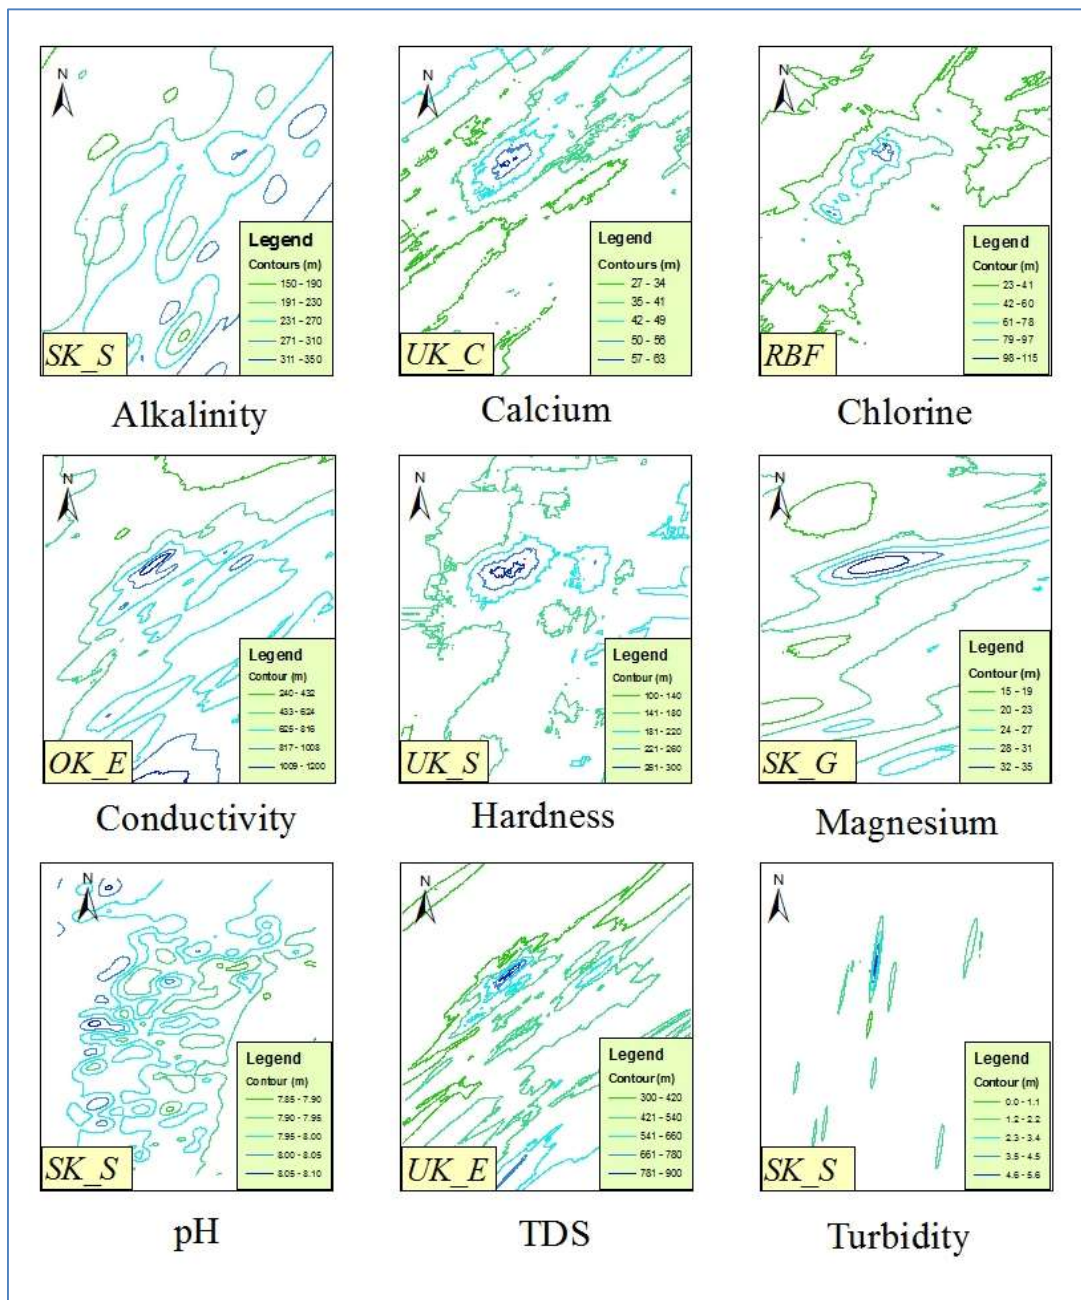 N
Legend
Contours (m)
150 - 190
191 - 230
231 - 270
271 - 310
311 - 350
SK_S
Alkalinity
N
Legend
Contours (m)
27 - 34
35 - 41
42 - 49
50 - 56
57 - 63
UK_C
Calcium
N
Legend
Contour (m)
23 - 41
42 - 60
61 - 78
79 - 97
98 - 115
RBF
Chlorine
N
Legend
Contour (m)
240 - 432
433 - 624
625 - 816
817 - 1008
1009 - 1200
OK_E
Conductivity
N
Legend
Contour (m)
100 - 140
141 - 180
181 - 220
221 - 260
261 - 300
UK_S
Hardness
N
Legend
Contour (m)
15 - 19
20 - 23
24 - 27
28 - 31
32 - 35
SK_G
Magnesium
N
Legend
Contour (m)
7.85 - 7.90
7.90 - 7.95
7.95 - 8.00
8.00 - 8.05
8.05 - 8.10
SK_S
pH
N
Legend
Contour (m)
300 - 420
421 - 540
541 - 660
661 - 780
781 - 900
UK_E
TDS
N
Legend
Contour (m)
0.0 - 1.1
1.2 - 2.2
2.3 - 3.4
3.5 - 4.5
4.6 - 5.6
SK_S
Turbidity